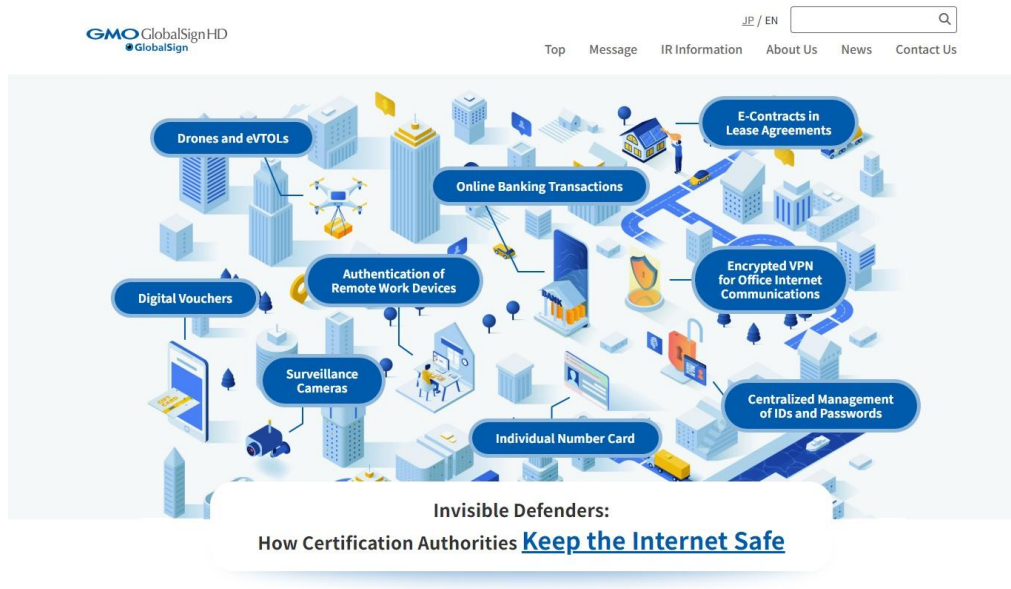 GMO GlobalSign HD
GlobalSign
JP / EN
Top Message IR Information About Us News Contact Us
Drones and eVTOLs
E-Contracts in
Lease Agreements
Online Banking Transactions
Authentication of
Remote Work Devices
Encrypted VPN
for Office Internet
Communications
Digital Vouchers
BANK
Surveillance
Cameras
Centralized Management
of IDs and Passwords
Individual Number Card
Invisible Defenders:
How Certification Authorities Keep the Internet Safe